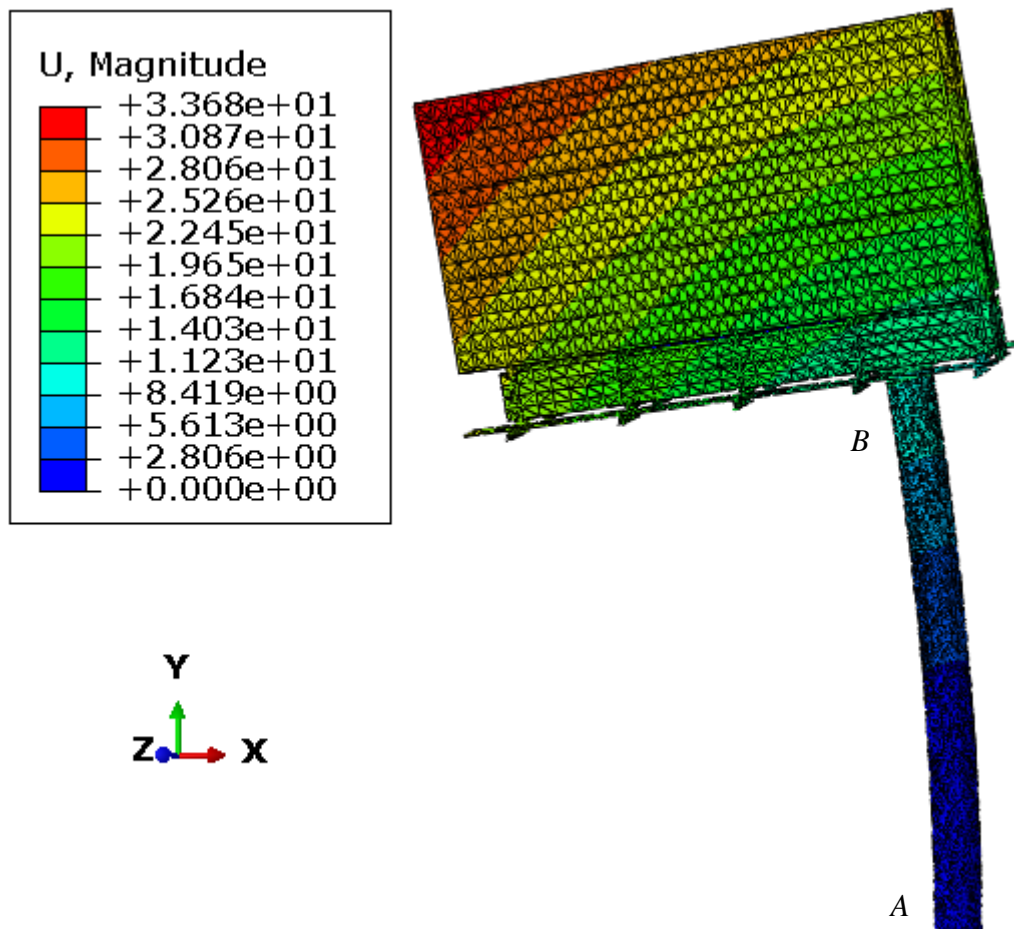 U, Magnitude
+3.368e+01
+3.087e+01
+2.806e+01
+2.526e+01
+2.245e+01
+1.965e+01
+1.684e+01
+1.403e+01
+1.123e+01
+8.419e+00
+5.613e+00
+2.806e+00
+0.000e+00
B
Y
Z X
A